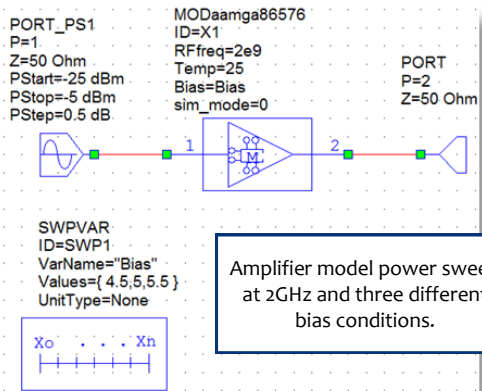 PORT_PS1
P=1
Z=50 Ohm
PStart=-25 dBm
PStop=-5 dBm
PStep=0.5 dB
MODaamga86576
ID=X1
RFfreq=2e9
Temp=25
Bias=Bias
sim_mode=0
PORT
P=2
Z=50 Ohm
1
M
2
SWPVAR
ID=SWP1
VarName="Bias"
Values={ 4.5,5,5.5 }
UnitType=None
Xo . . . Xn
Amplifier model power swee
at 2GHz and three different
bias conditions.